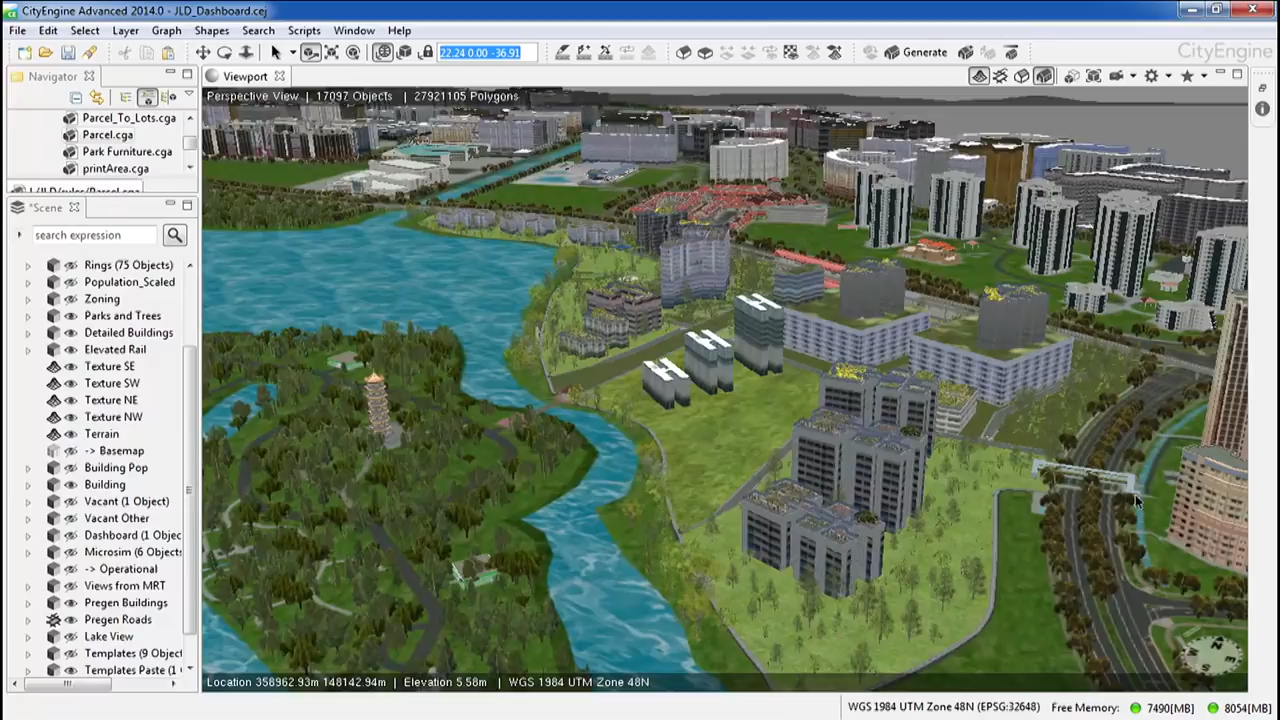 CityEngine Advanced 2014.0 - JLD_Dashboard.cej
File Edit Select Layer Graph Shapes Search Scripts Window Help
22.24 0.00 -36.91
Generate
CityEngine
Navigator
Parcel_To_Lots.cga
Parcel.cga
Park Furniture.cga
printArea.cga
*Scene
search expression
Rings (75 Objects)
Population_Scaled
Zoning
Parks and Trees
Detailed Buildings
Elevated Rail
Texture SE
Texture SW
Texture NE
Texture NW
Terrain
-> Basemap
Building Pop
Building
Vacant (1 Object)
Vacant Other
Dashboard (1 Object
Microsim (6 Objects
-> Operational
Views from MRT
Pregen Buildings
Pregen Roads
Lake View
Templates (9 Object
Templates Paste (1
Viewport
Perspective View | 17097 Objects | 27921105 Polygons
Location 358962.93m 148142.94m | Elevation 5.58m | WGS 1984 UTM Zone 48N
WGS 1984 UTM Zone 48N (EPSG:32648) Free Memory: 7490[MB] 8054[MB]